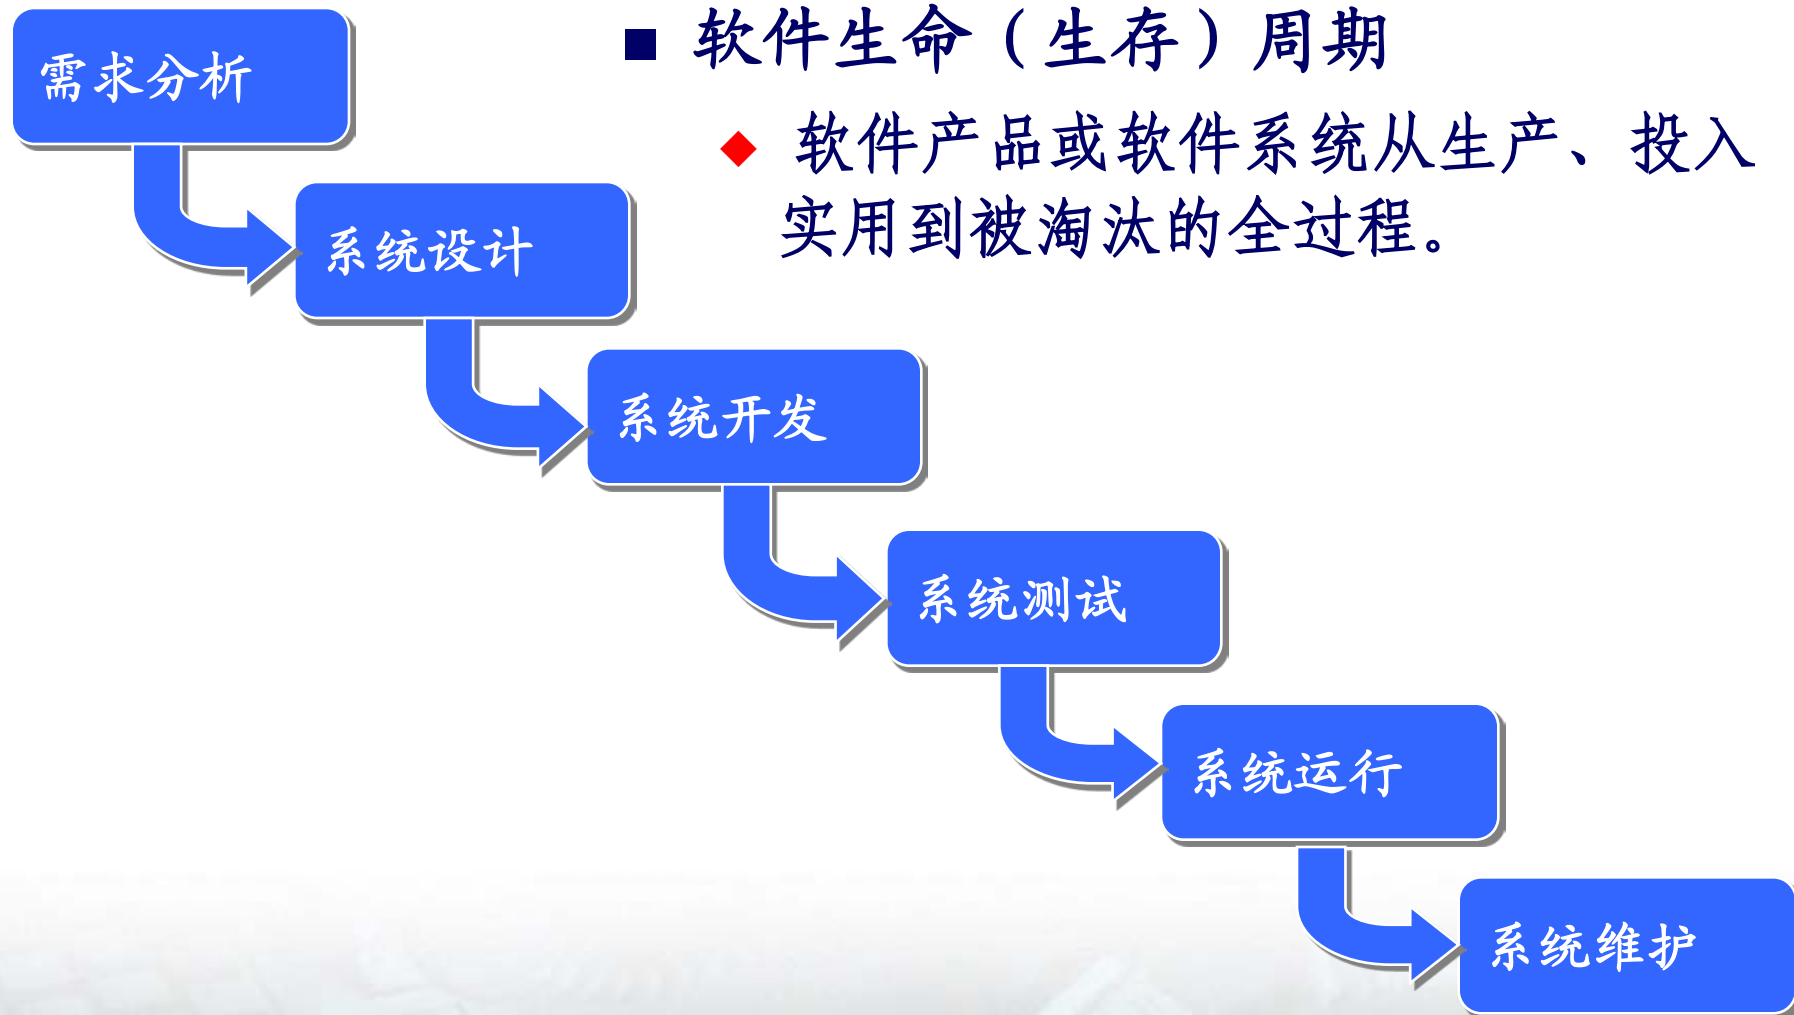 软件生命（生存）周期
软件产品或软件系统从生产、投入
实用到被淘汰的全过程。
需求分析
系统设计
系统开发
系统测试
系统运行
系统维护